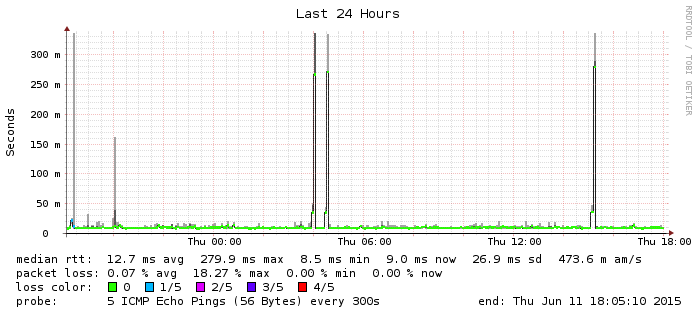 Last 24 Hours
RRDTOOL / TOBI OETIKER
Seconds
300 m
250 m
200 m
150 m
100 m
50 m
0
Thu 00:00 Thu 06:00 Thu 12:00 Thu 18:00
median rtt: 12.7 ms avg 279.9 ms max 8.5 ms min 9.0 ms now 26.9 ms sd 473.6 m am/s
packet loss: 0.07 % avg 18.27 % max 0.00 % min 0.00 % now
loss color: 0 1/5 2/5 3/5 4/5
probe: 5 ICMP Echo Pings (56 Bytes) every 300s end: Thu Jun 11 18:05:10 2015